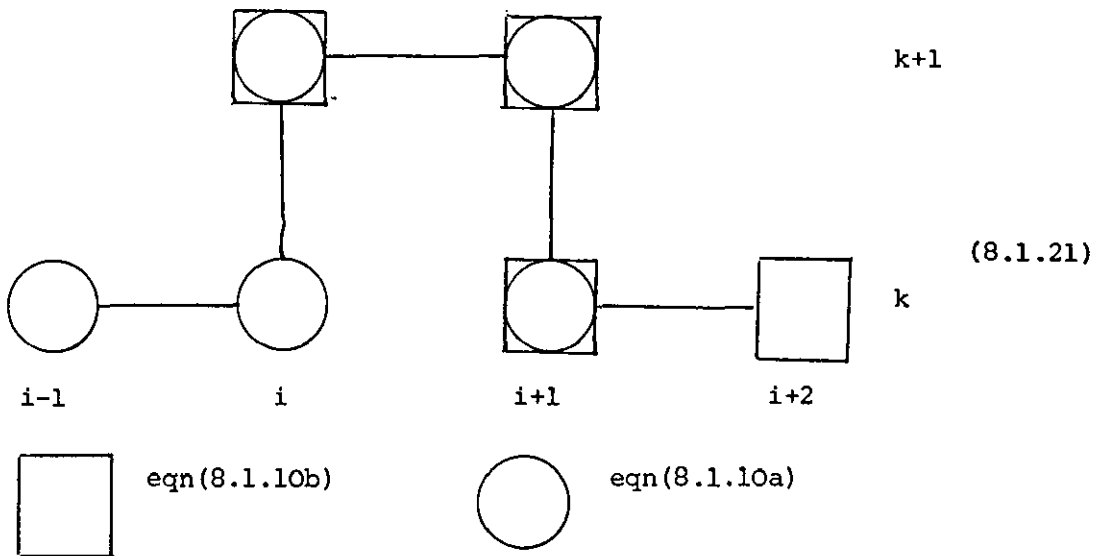 k+1
(8.1.21)
k
i-1 i i+1 i+2
eqn(8.1.10b) eqn(8.1.10a)